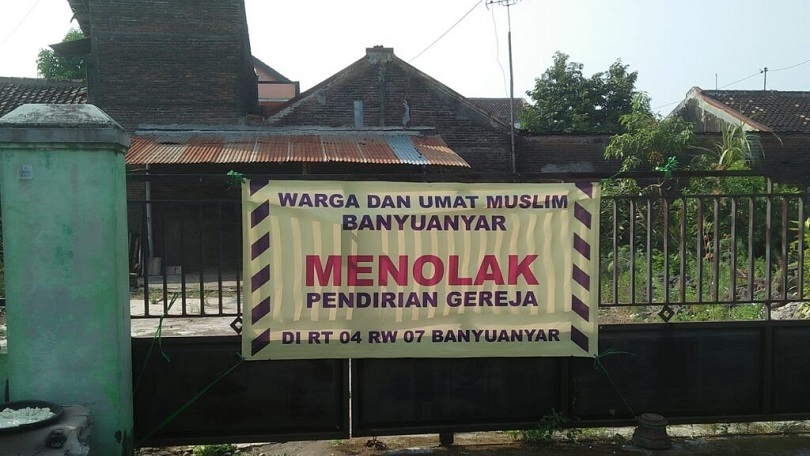 WARGA DAN UMAT MUSLIM
BANYUANYAR
MENOLAK
PENDIRIAN GEREJA
DI RT 04 RW 07 BANYUANYAR